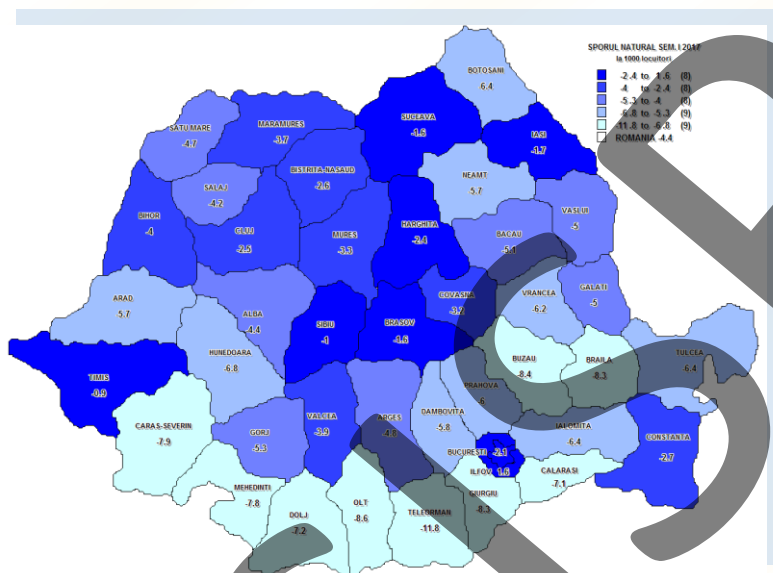 SPORUL NATURAL SEM. I 2017
la 1000 locuitori
-2.4 to 1.6 (8)
-4 to -2.4 (8)
-5.3 to -4 (8)
-6.8 to -5.3 (9)
-11.8 to -6.8 (9)
ROMANIA -4.4
BOTOSANI
6.4
SUCEAVA
-1.6
IASI
-1.7
SATU MARE
-4.7
MARAMURES
-3.7
BISTRITA-NASAUD
-2.6
NEAMT
5.7
SALAJ
-4.2
BIHOR
-4
CLUJ
-2.5
MURES
-3.3
HARGHITA
-2.4
BACAU
VASLUI
-5
ARAD
5.7
ALBA
-4.4
SIBIU
-1
BRASOV
COVASNA
VRANCEA
-6.2
GALATI
-5
HUNEDOARA
-6.8
TIMIS
-0.9
BUZAU
-8.4
BRAILA
-8.3
TULCEA
-6.4
PRAHOVA
-6
CARAS-SEVERIN
-7.9
GORJ
-5.3
VALCEA
-3.9
ARGES
-4.8
DAMBOVITA
-5.8
IALOMITA
6.4
CONSTANTA
-2.7
BUCURESTI -2.1
ILFOV 1.6
CALARASI
-7.1
MEHEDINTI
-7.8
DOLJ
-7.2
OLT
-8.6
TELEORMAN
-11.8
GIURGIU
-8.3